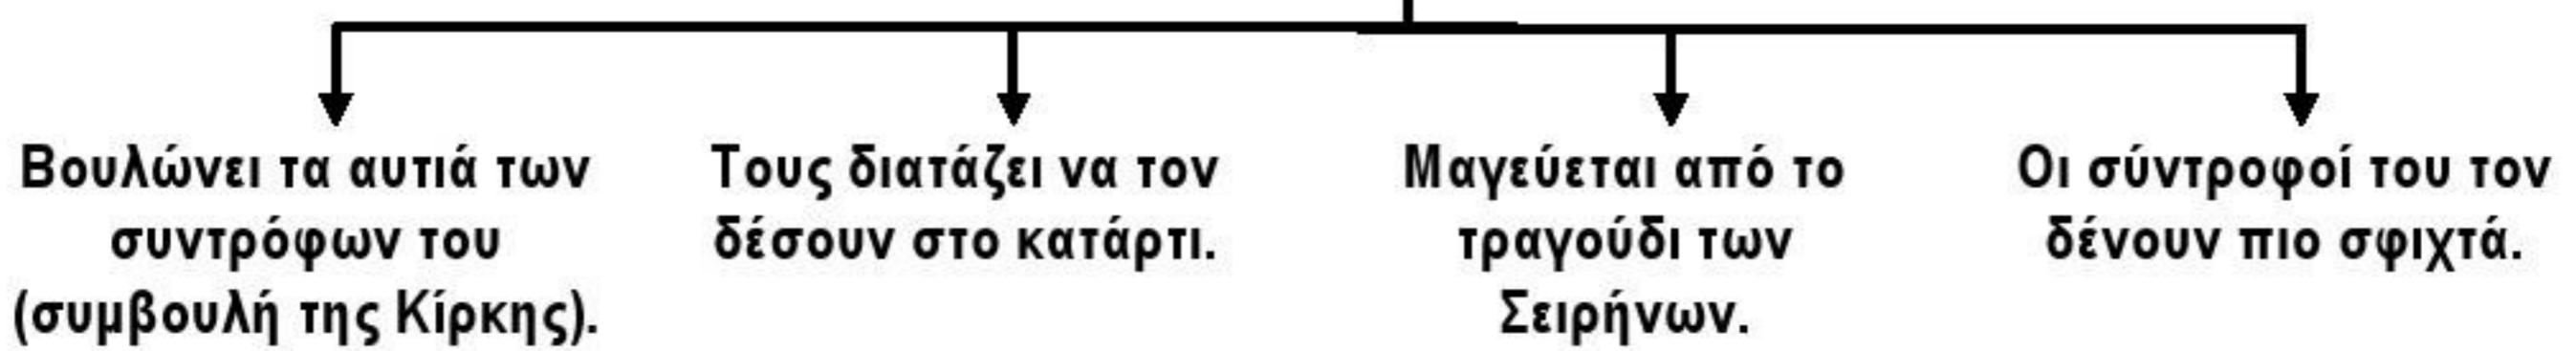 Βουλώνει τα αυτιά των
συντρόφων του
(συμβουλή της Κίρκης).
Τους διατάζει να τον
δέσουν στο κατάρτι.
Μαγεύεται από το
τραγούδι των
Σειρήνων.
Οι σύντροφοί του τον
δένουν πιο σφιχτά.